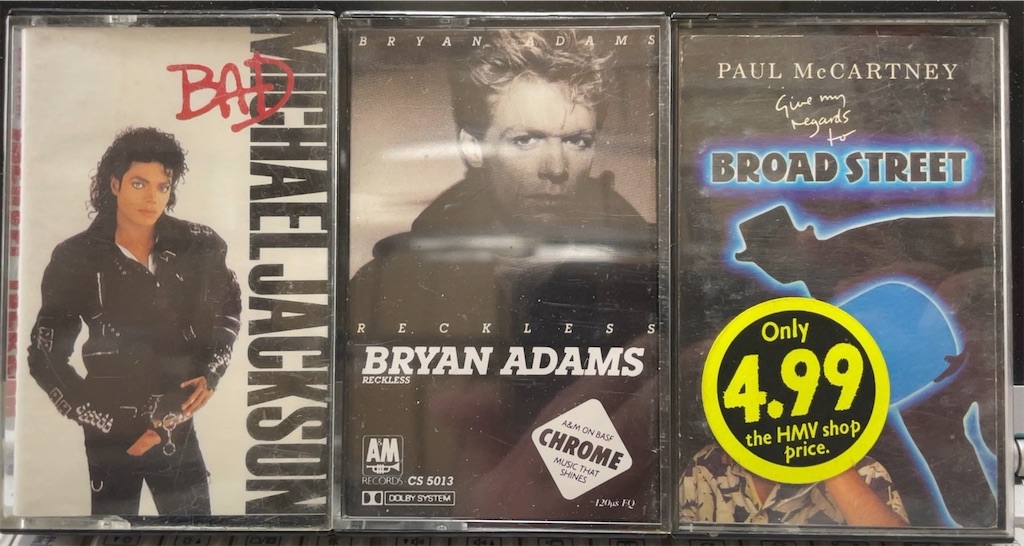 BAD
MICHAEL JACKSON
BRYAN ADAMS
RECKLESS
BRYAN ADAMS
RECKLESS
A&M
RECORDS CS 5013
DOLBY SYSTEM
A&M ON BASF
CHROME
MUSIC THAT
SHINES
120µs EQ
PAUL McCARTNEY
Give my
regards
to
BROAD STREET
Only
4.99
the HMV shop
price.